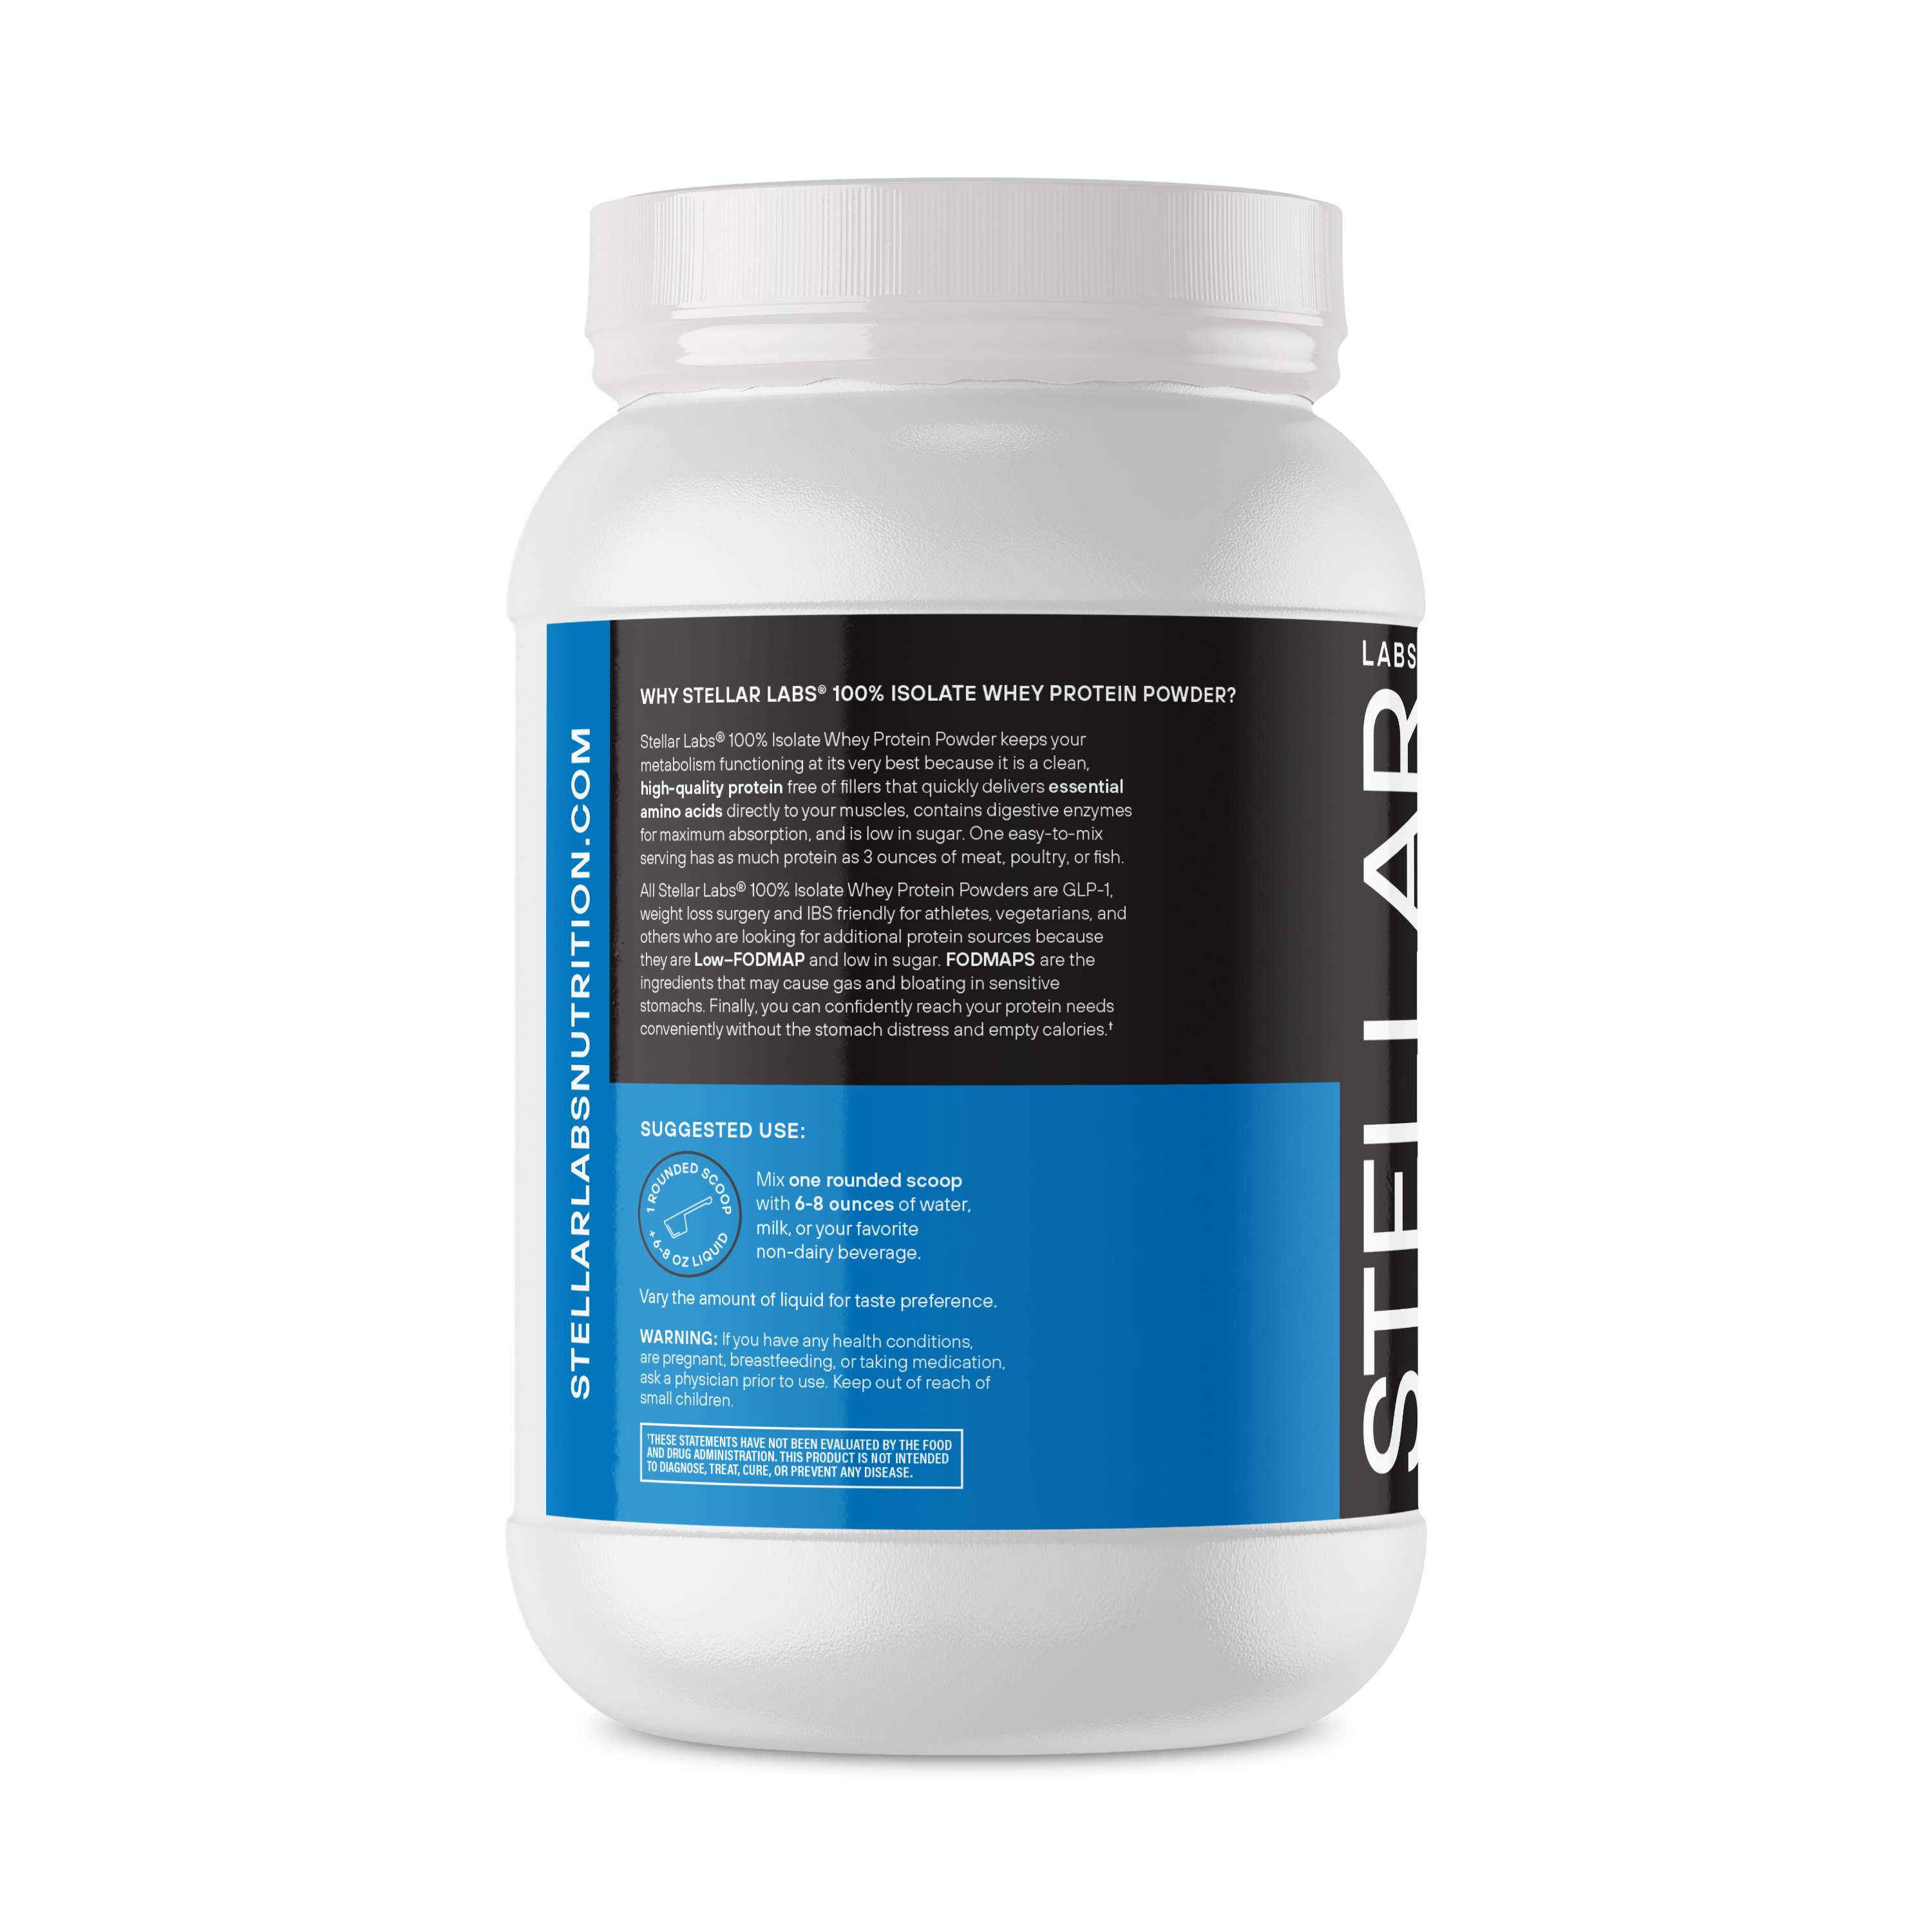 STELLARLABSNUTRITION.COM
WHY STELLAR LABS® 100% ISOLATE WHEY PROTEIN POWDER?
Stellar Labs® 100% Isolate Whey Protein Powder keeps your
metabolism functioning at its very best because it is a clean,
high-quality protein free of fillers that quickly delivers essential
amino acids directly to your muscles, contains digestive enzymes
for maximum absorption, and is low in sugar. One easy-to-mix
serving has as much protein as 3 ounces of meat, poultry, or fish.
All Stellar Labs® 100% Isolate Whey Protein Powders are GLP-1,
weight loss surgery and IBS friendly for athletes, vegetarians, and
others who are looking for additional protein sources because
they are Low–FODMAP and low in sugar. FODMAPS are the
ingredients that may cause gas and bloating in sensitive
stomachs. Finally, you can confidently reach your protein needs
conveniently without the stomach distress and empty calories.†
SUGGESTED USE:
1 ROUNDED SCOOP
+ 6-8 OZ LIQUID
Mix one rounded scoop
with 6-8 ounces of water,
milk, or your favorite
non-dairy beverage.
Vary the amount of liquid for taste preference.
WARNING: If you have any health conditions,
are pregnant, breastfeeding, or taking medication,
ask a physician prior to use. Keep out of reach of
small children.
†THESE STATEMENTS HAVE NOT BEEN EVALUATED BY THE FOOD
AND DRUG ADMINISTRATION. THIS PRODUCT IS NOT INTENDED
TO DIAGNOSE, TREAT, CURE, OR PREVENT ANY DISEASE.
STELLAR
LABS